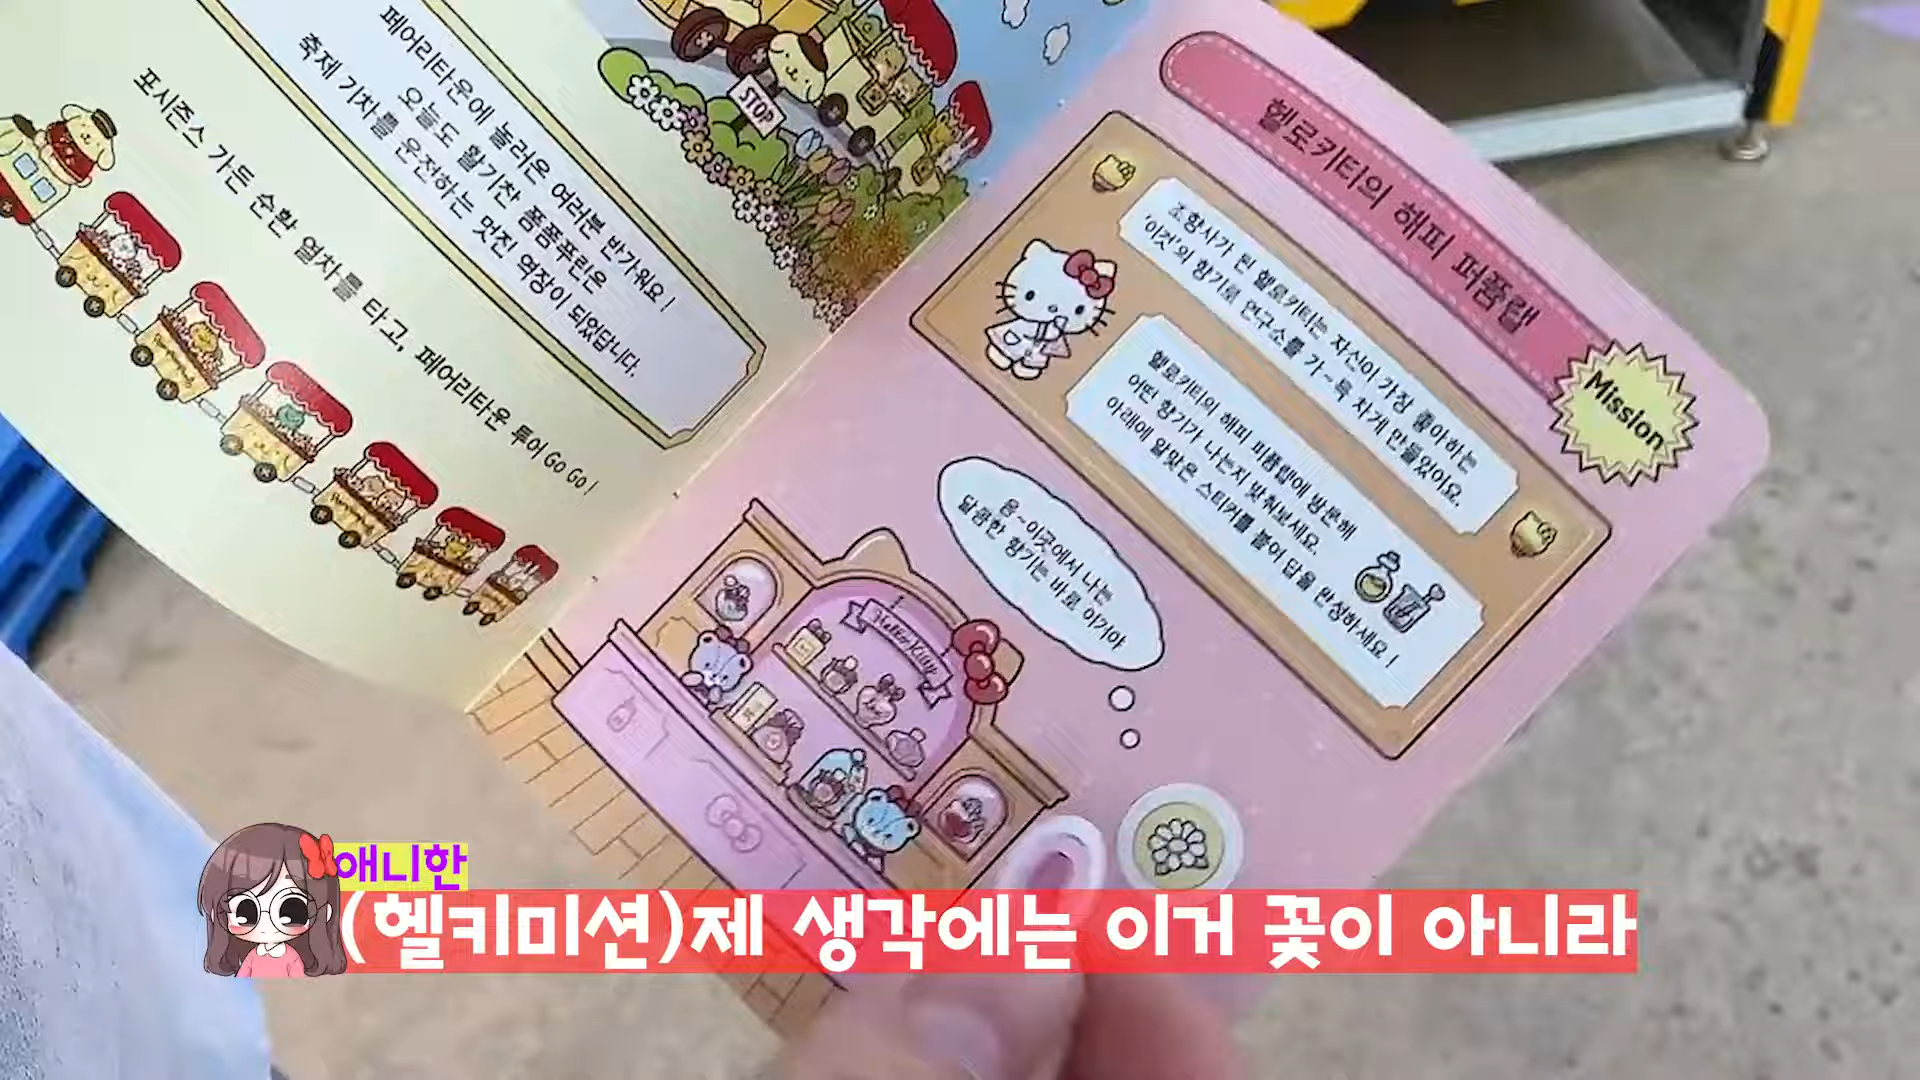 페어리타운에 놀러온 여러분 반가워요!
오늘도 활기찬 폼폼푸린은
축제 기차를 운전하는 멋진 역장이 되었답니다.
포시즌스 가든 순환 열차를 타고, 페어리타운 투어 Go Go!
STOP
헬로키티의 해피 퍼퓸랩
Mission
조향사가 된 헬로키티는 자신이 가장 좋아하는
'이것'의 향기로 연구소를 가~득 차게 만들었어요.
헬로키티의 해피 퍼퓸랩에 방문해
어떤 향기가 나는지 맞춰보세요.
아래에 알맞은 스티커를 붙여 답을 완성하세요!
음~이곳에서 나는
달콤한 향기는 바로 이거야
Hello Kitty
애니한
(헬키미션)제 생각에는 이거 꽃이 아니라